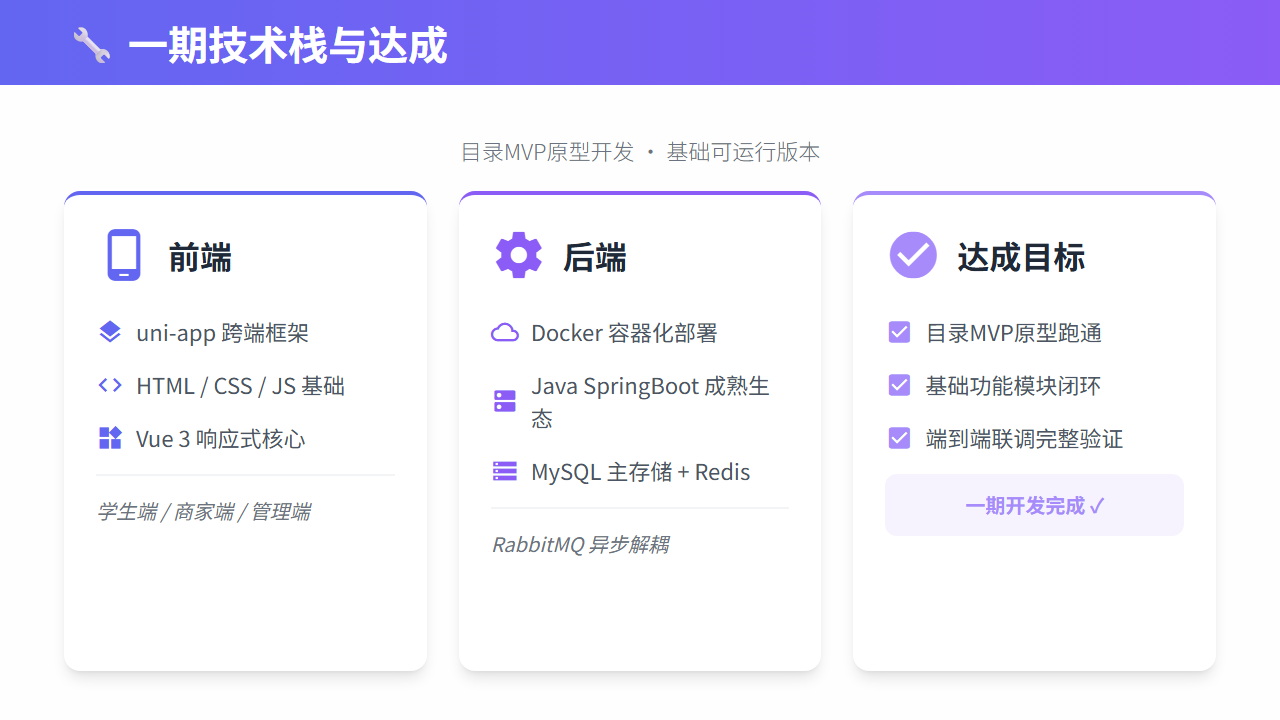 🔧 一期技术栈与达成
目录MVP原型开发 · 基础可运行版本
前端
uni-app 跨端框架
HTML / CSS / JS 基础
Vue 3 响应式核心
学生端 / 商家端 / 管理端
后端
Docker 容器化部署
Java SpringBoot 成熟生
态
MySQL 主存储 + Redis
RabbitMQ 异步解耦
达成目标
目录MVP原型跑通
基础功能模块闭环
端到端联调完整验证
一期开发完成 ✓